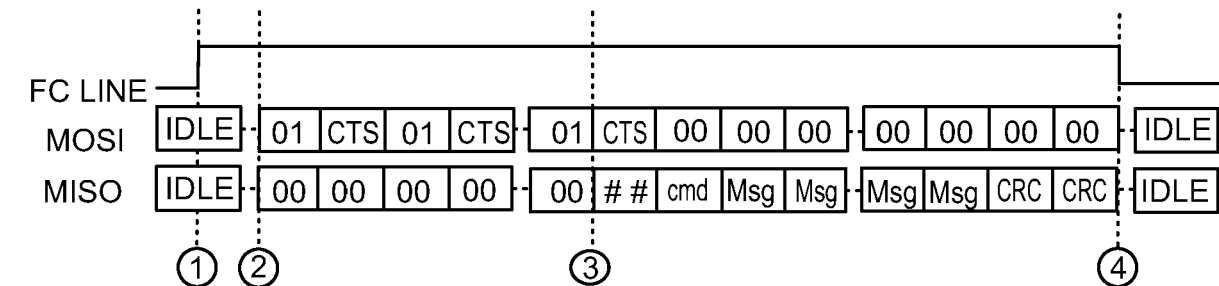 FC LINE
MOSI IDLE 01 CTS 01 CTS 01 CTS 00 00 00 00 00 00 00 IDLE
MISO IDLE 00 00 00 00 00 # # cmd Msg Msg Msg Msg CRC CRC IDLE
1 2 3 4